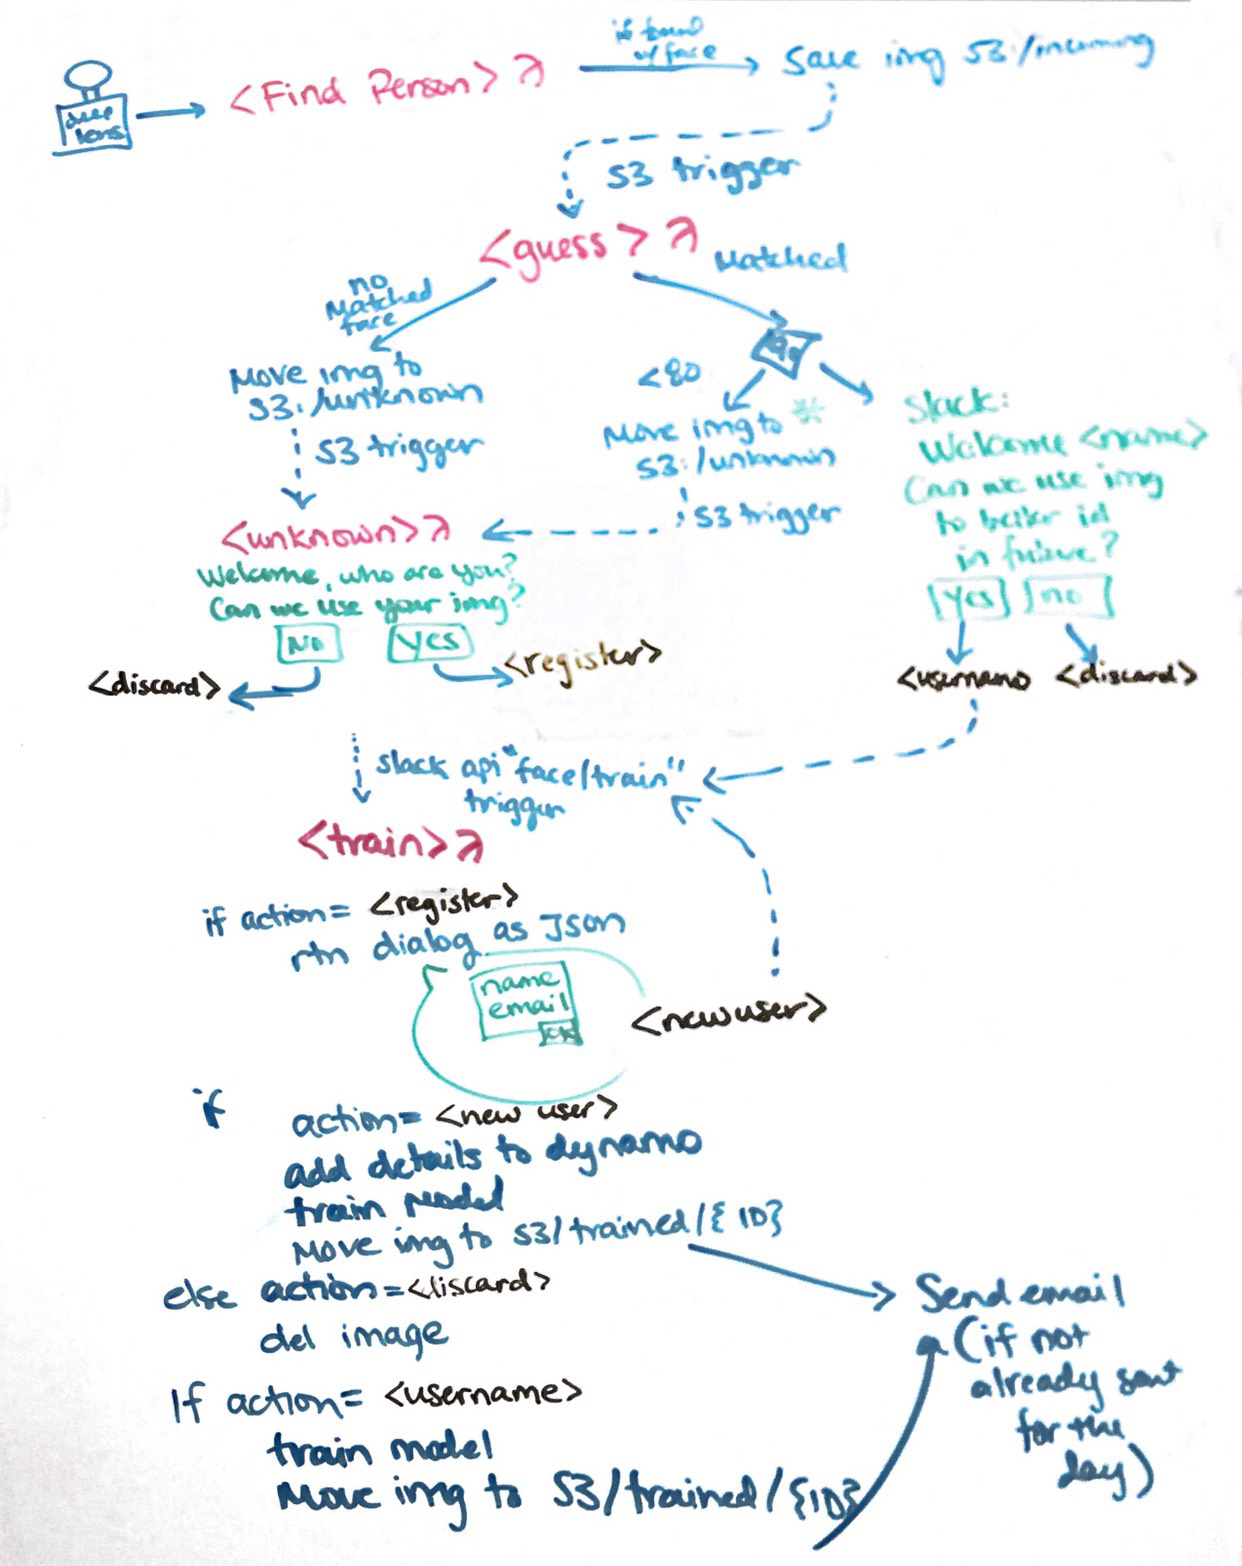 if found
w/face
deep
lens
<Find Person> λ
Save img S3:/incoming
S3 trigger
<guess> λ
Matched
no
Matched
face
Move img to
S3:/unknown
S3 trigger
<80
Move img to *
S3:/unknown
S3 trigger
Slack:
Welcome <name>
Can we use img
to better id
in future?
Yes no
<unknown> λ
Welcome, who are you?
Can we use your img?
No Yes
<discard>
<register>
<username
<discard>
slack api "face/train"
trigger
<train> λ
if action = <register>
rtn dialog as Json
name
email
OK
<newuser>
if action = <new user>
add details to dynamo
train model
Move img to S3/trained/{ID}
else action = <discard>
del image
If action = <username>
train model
Move img to S3/trained/{ID}
Send email
(if not
already sent
for the
day)